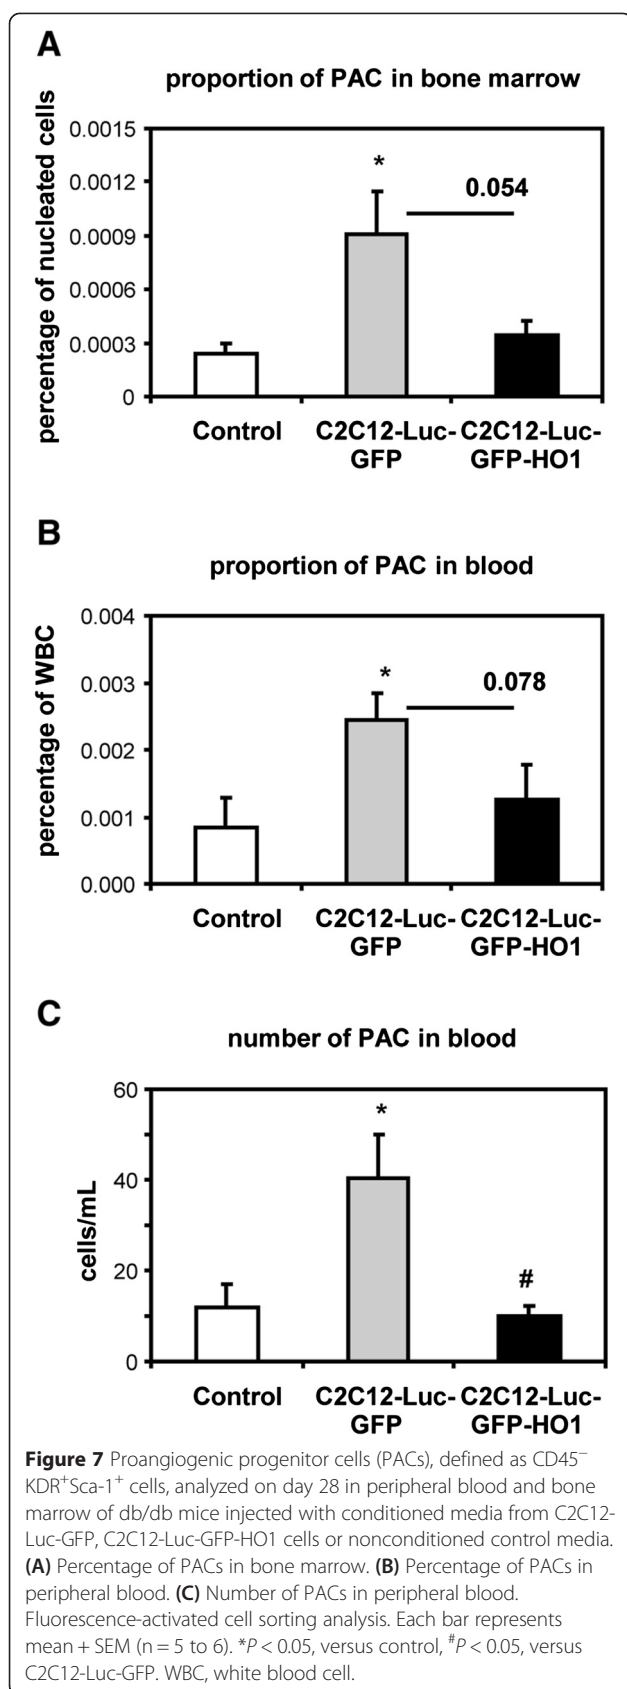 A
proportion of PAC in bone marrow
percentage of nucleated cells
0.0015
0.0012
0.0009
0.0006
0.0003
0
*
0.054
Control
C2C12-Luc-GFP
C2C12-Luc-GFP-HO1
B
proportion of PAC in blood
percentage of WBC
0.004
0.003
0.002
0.001
0.000
*
0.078
Control
C2C12-Luc-GFP
C2C12-Luc-GFP-HO1
C
number of PAC in blood
cells/mL
60
40
20
0
*
#
Control
C2C12-Luc-GFP
C2C12-Luc-GFP-HO1
Figure 7 Proangiogenic progenitor cells (PACs), defined as CD45⁻
KDR⁺Sca-1⁺ cells, analyzed on day 28 in peripheral blood and bone
marrow of db/db mice injected with conditioned media from C2C12-
Luc-GFP, C2C12-Luc-GFP-HO1 cells or nonconditioned control media.
(A) Percentage of PACs in bone marrow. (B) Percentage of PACs in
peripheral blood. (C) Number of PACs in peripheral blood.
Fluorescence-activated cell sorting analysis. Each bar represents
mean + SEM (n = 5 to 6). *P < 0.05, versus control, #P < 0.05, versus
C2C12-Luc-GFP. WBC, white blood cell.